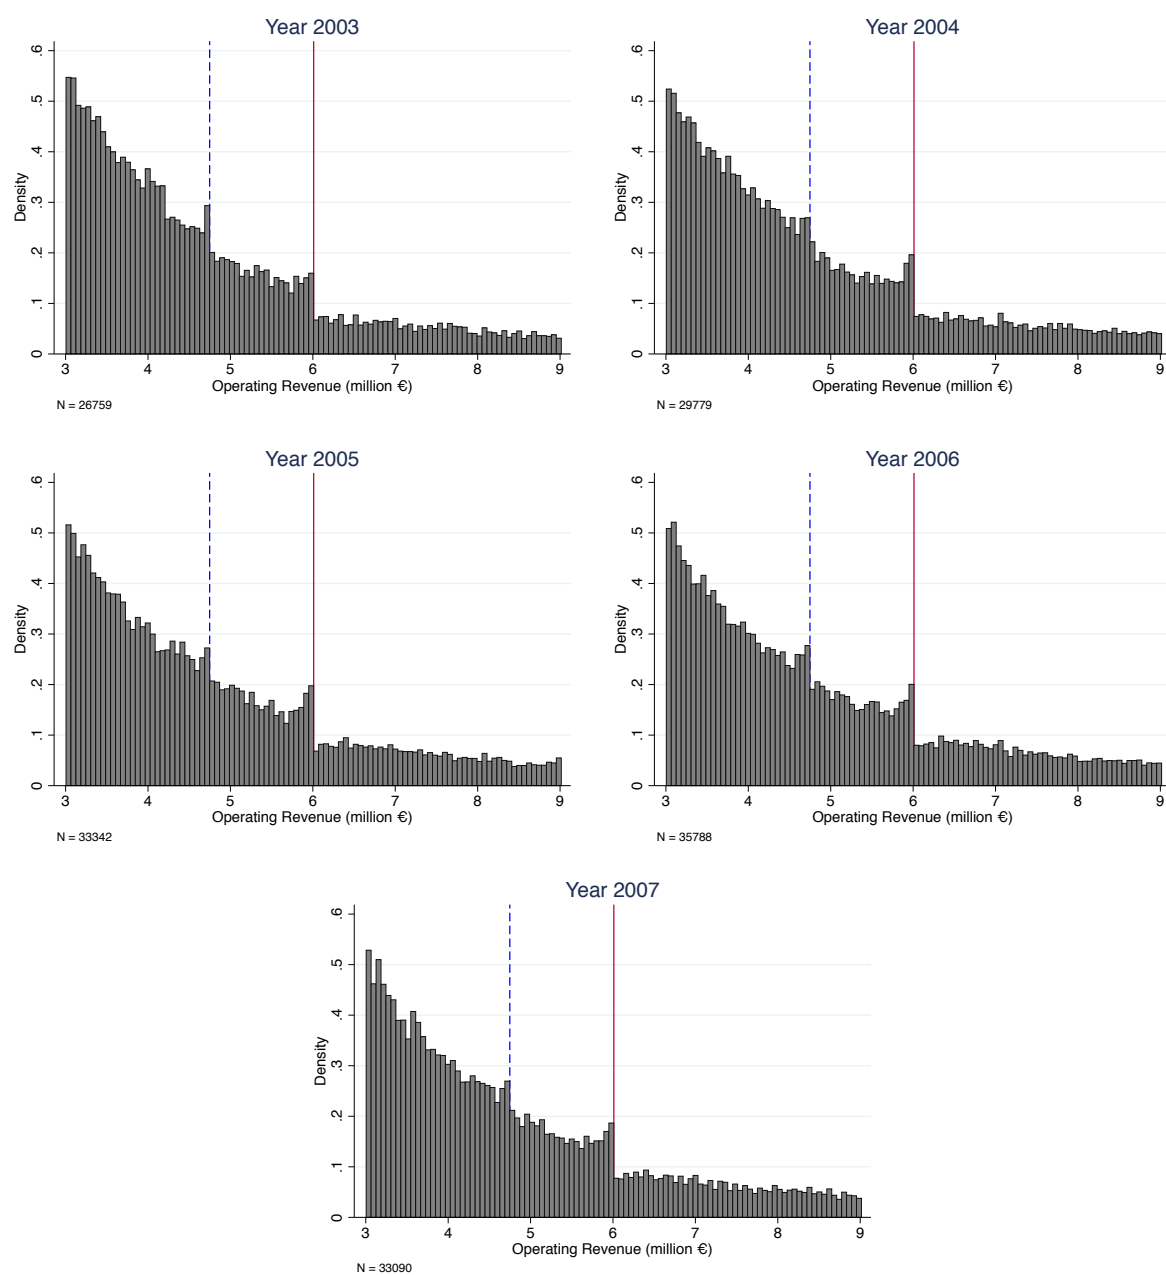 Year 2003
Density
0 .1 .2 .3 .4 .5 .6
3 4 5 6 7 8 9
Operating Revenue (million €)
N = 26759
Year 2004
Density
0 .1 .2 .3 .4 .5 .6
3 4 5 6 7 8 9
Operating Revenue (million €)
N = 29779
Year 2005
Density
0 .1 .2 .3 .4 .5 .6
3 4 5 6 7 8 9
Operating Revenue (million €)
N = 33342
Year 2006
Density
0 .1 .2 .3 .4 .5 .6
3 4 5 6 7 8 9
Operating Revenue (million €)
N = 35788
Year 2007
Density
0 .1 .2 .3 .4 .5 .6
3 4 5 6 7 8 9
Operating Revenue (million €)
N = 33090